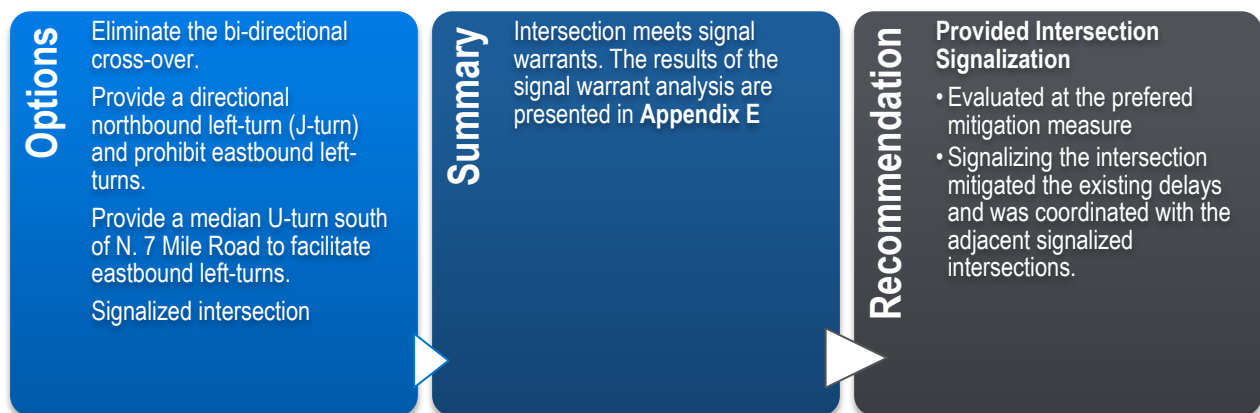 Options
Eliminate the bi-directional
cross-over.
Provide a directional
northbound left-turn (J-turn)
and prohibit eastbound left-
turns.
Provide a median U-turn south
of N. 7 Mile Road to facilitate
eastbound left-turns.
Signalized intersection
Summary
Intersection meets signal
warrants. The results of the
signal warrant analysis are
presented in Appendix E
Recommendation
Provided Intersection
Signalization
• Evaluated at the prefered
mitigation measure
• Signalizing the intersection
mitigated the existing delays
and was coordinated with the
adjacent signalized
intersections.